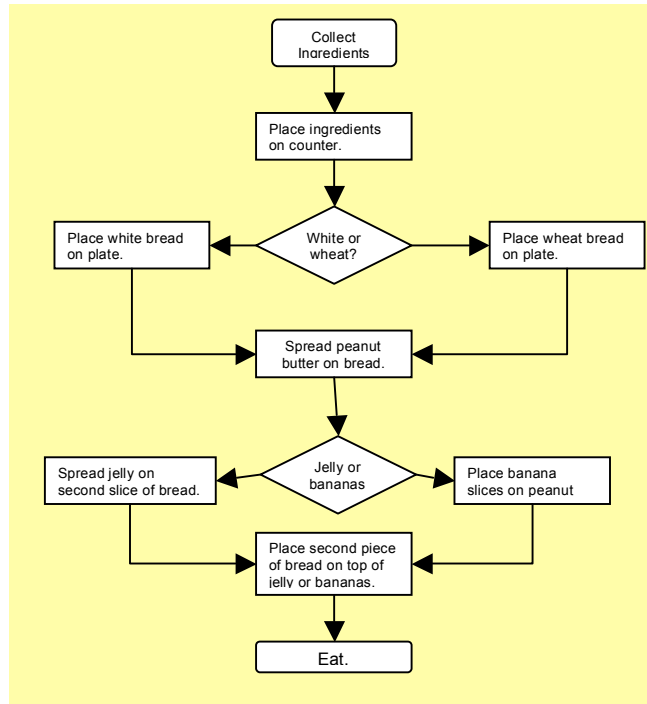 Collect
Ingredients
Place ingredients
on counter.
White or
wheat?
Place white bread
on plate.
Place wheat bread
on plate.
Spread peanut
butter on bread.
Jelly or
bananas
Spread jelly on
second slice of bread.
Place banana
slices on peanut
Place second piece
of bread on top of
jelly or bananas.
Eat.